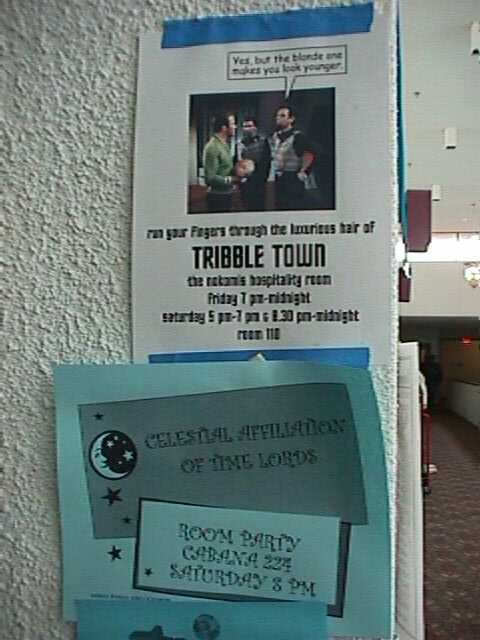 Yes, but the blonde one
makes you look younger.
run your fingers through the luxurious hair of
TRIBBLE TOWN
the nokomis hospitality room
friday 7 pm-midnight
saturday 5 pm-7 pm & 8.30 pm-midnight
room 110
CELESTIAL AFFILIATION
OF TIME LORDS
ROOM PARTY
CABANA 224
SATURDAY 8 PM